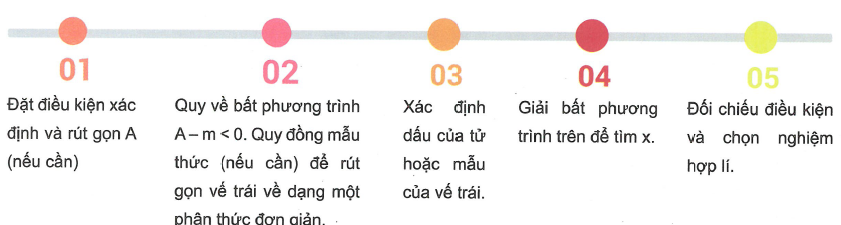 01
Đặt điều kiện xác
định và rút gọn A
(nếu cần)
02
Quy về bất phương trình
A – m < 0. Quy đồng mẫu
thức (nếu cần) để rút
gọn vế trái về dạng một
phân thức đơn giản.
03
Xác định
dấu của tử
hoặc mẫu
của vế trái.
04
Giải bất phương
trình trên để tìm x.
05
Đối chiếu điều kiện
và chọn nghiệm
hợp lí.